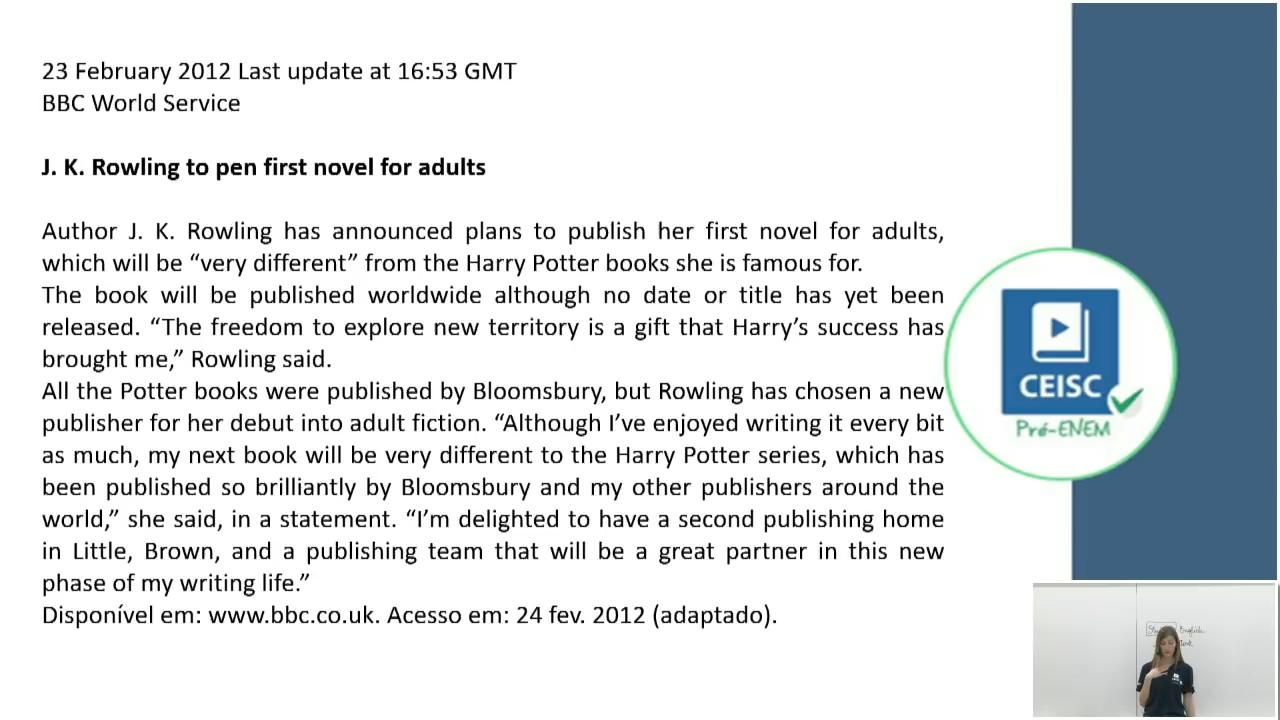 23 February 2012 Last update at 16:53 GMT
BBC World Service
J. K. Rowling to pen first novel for adults
Author J. K. Rowling has announced plans to publish her first novel for adults,
which will be “very different” from the Harry Potter books she is famous for.
The book will be published worldwide although no date or title has yet been
released. “The freedom to explore new territory is a gift that Harry’s success has
brought me,” Rowling said.
All the Potter books were published by Bloomsbury, but Rowling has chosen a new
publisher for her debut into adult fiction. “Although I’ve enjoyed writing it every bit
as much, my next book will be very different to the Harry Potter series, which has
been published so brilliantly by Bloomsbury and my other publishers around the
world,” she said, in a statement. “I’m delighted to have a second publishing home
in Little, Brown, and a publishing team that will be a great partner in this new
phase of my writing life.”
Disponível em: www.bbc.co.uk. Acesso em: 24 fev. 2012 (adaptado).
CEISC
Pré-ENEM
English